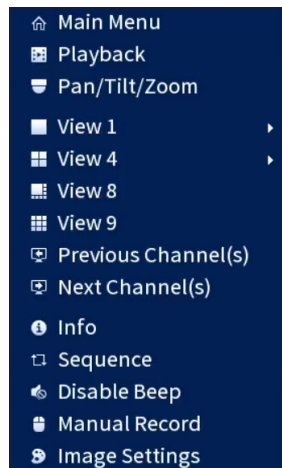 Main Menu
Playback
Pan/Tilt/Zoom
View 1
View 4
View 8
View 9
Previous Channel(s)
Next Channel(s)
Info
Sequence
Disable Beep
Manual Record
Image Settings